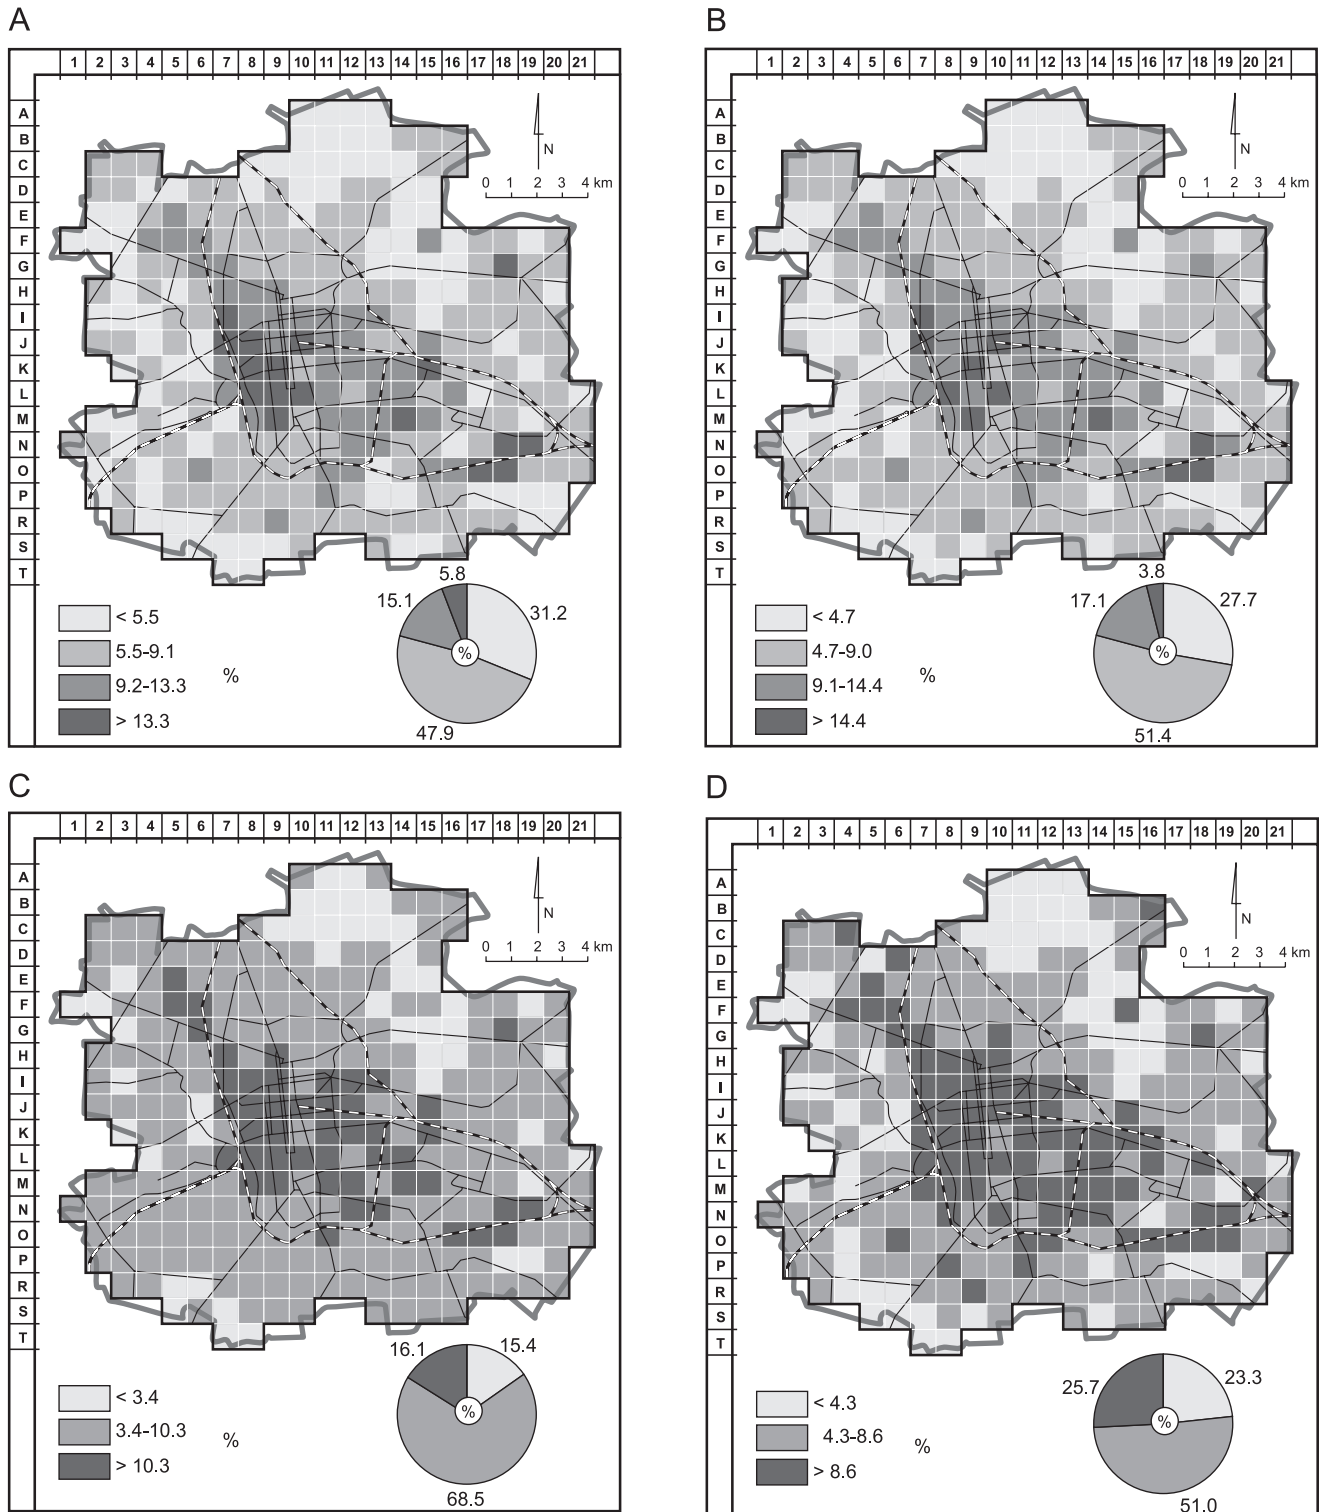 A
1 2 3 4 5 6 7 8 9 10 11 12 13 14 15 16 17 18 19 20 21
A
B
C
D
E
F
G
H
I
J
K
L
M
N
O
P
R
S
T
N
0 1 2 3 4 km
< 5.5
5.5-9.1
9.2-13.3
> 13.3
%
5.8
15.1
31.2
%
47.9
B
1 2 3 4 5 6 7 8 9 10 11 12 13 14 15 16 17 18 19 20 21
A
B
C
D
E
F
G
H
I
J
K
L
M
N
O
P
R
S
T
N
0 1 2 3 4 km
< 4.7
4.7-9.0
9.1-14.4
> 14.4
%
3.8
17.1
27.7
%
51.4
C
1 2 3 4 5 6 7 8 9 10 11 12 13 14 15 16 17 18 19 20 21
A
B
C
D
E
F
G
H
I
J
K
L
M
N
O
P
R
S
T
N
0 1 2 3 4 km
< 3.4
3.4-10.3
> 10.3
%
16.1
15.4
%
68.5
D
1 2 3 4 5 6 7 8 9 10 11 12 13 14 15 16 17 18 19 20 21
A
B
C
D
E
F
G
H
I
J
K
L
M
N
O
P
R
S
T
N
0 1 2 3 4 km
< 4.3
4.3-8.6
> 8.6
%
25.7
23.3
%
51.0